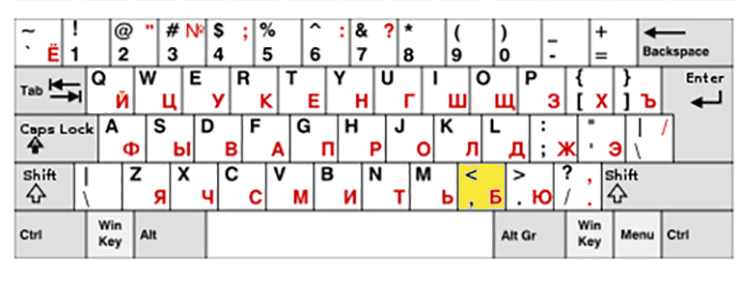 ~ ` Ё ! 1 @ " 2 # № 3 $ ; 4 % 5 ^ : 6 & ? 7 * 8 ( 9 ) 0 _ - + = Backspace
Tab Q Й W Ц E У R К T Е Y Н U Г I Ш O Щ P З { [ Х } ] Ъ Enter
Caps Lock A Ф S Ы D В F А G П H Р J О K Л L Д : ; Ж " ' Э | / \
Shift | \ Z Я X Ч C С V М B И N Т M Ь < , Б > . Ю ? , / . Shift
Ctrl Win Key Alt Alt Gr Win Key Menu Ctrl